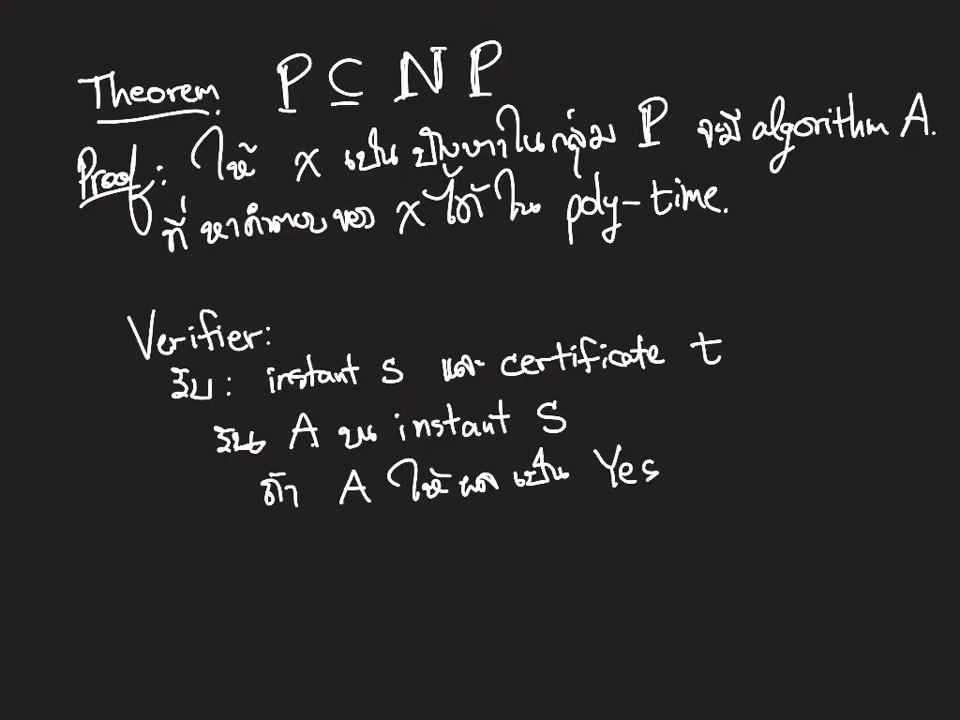 Theorem. P ⊆ NP
Proof: ให้ x เป็น ปัญหาในกลุ่ม P จะมี algorithm A.
ที่ หาคำตอบของ x ได้ ใน poly-time.
Verifier:
รับ: instant s และ certificate t
รัน A บน instant S
ถ้า A ให้ผล เป็น Yes